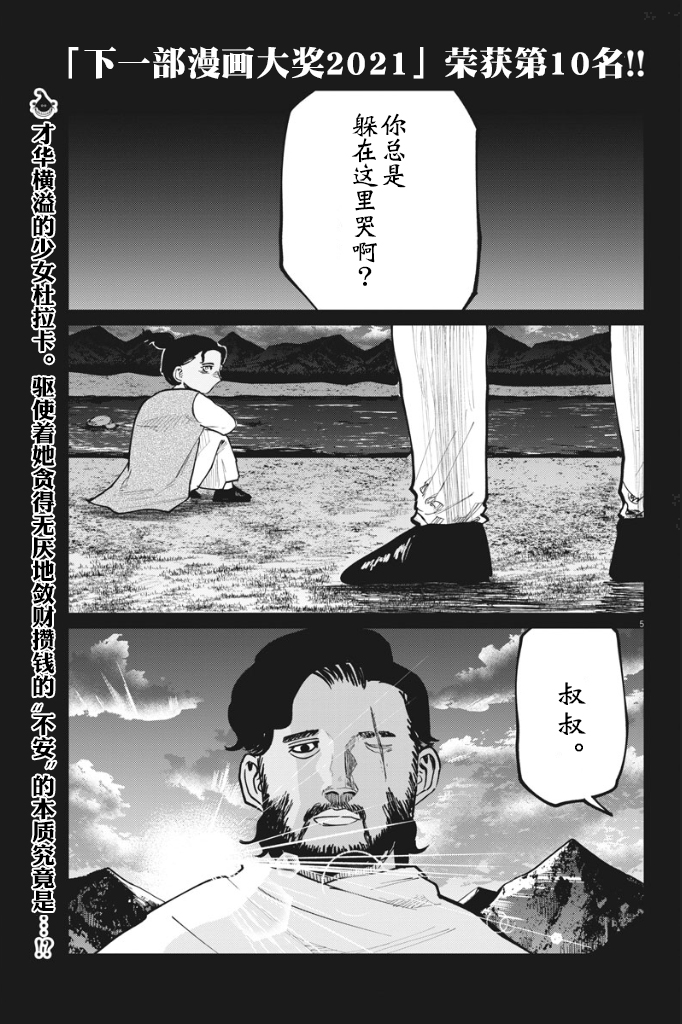 「下一部漫画大奖2021」荣获第10名!!
你总是
躲在这里哭啊？
5
叔叔。
才华横溢的少女杜拉卡。驱使着她贪得无厌地敛财攒钱的“不安”的本质究竟是…!?